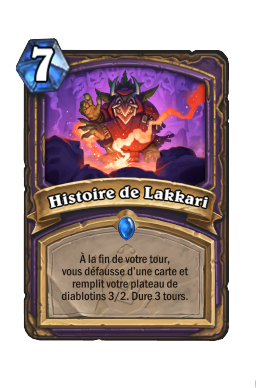 7
Histoire de Lakkari
À la fin de votre tour,
vous défausse d'une carte et
remplit votre plateau de
diablotins 3/2. Dure 3 tours.